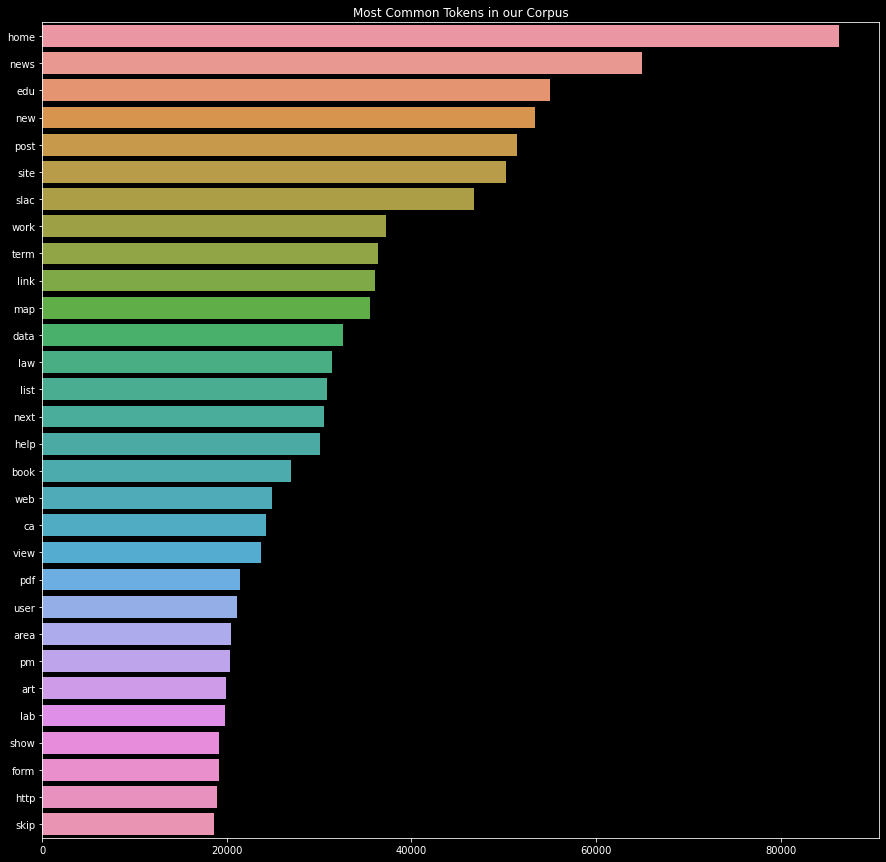 Most Common Tokens in our Corpus
home
news
edu
new
post
site
slac
work
term
link
map
data
law
list
next
help
book
web
ca
view
pdf
user
area
pm
art
lab
show
form
http
skip
0 20000 40000 60000 80000